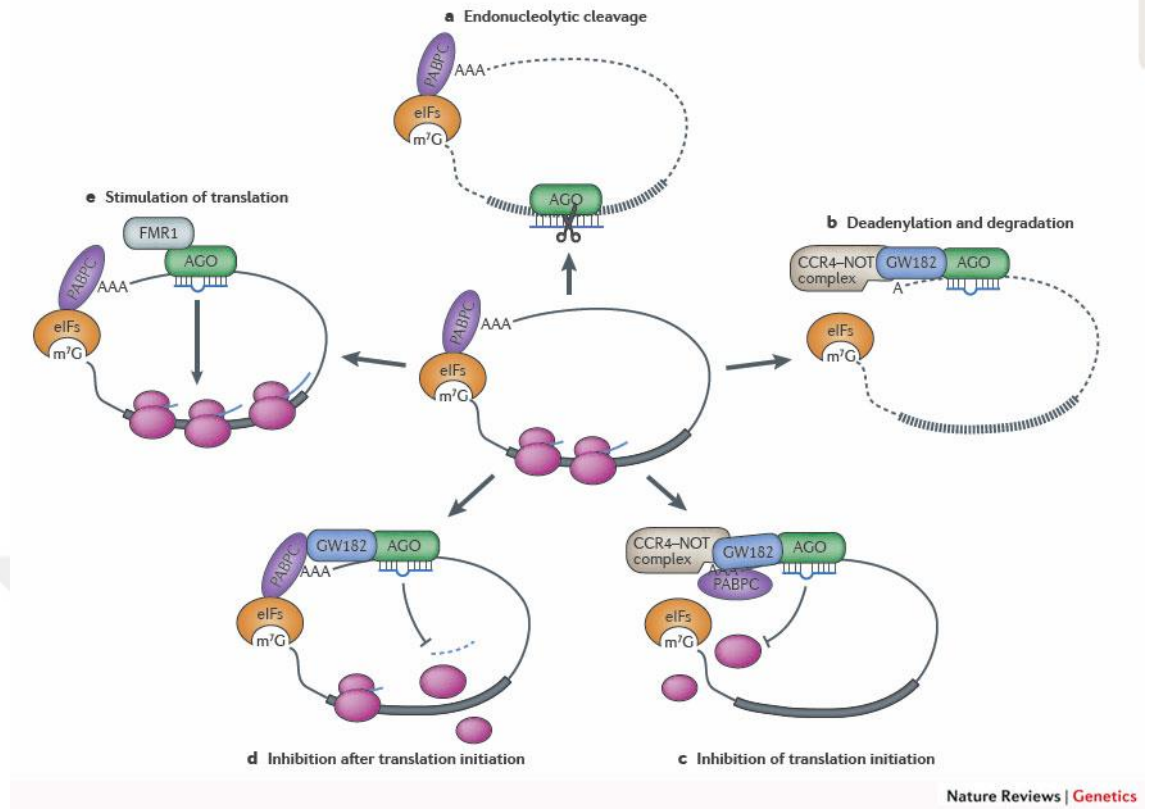 a Endonucleolytic cleavage
PABPC
AAA
eIFs
m⁷G
AGO
e Stimulation of translation
FMR1
AGO
PABPC
AAA
eIFs
m⁷G
b Deadenylation and degradation
CCR4–NOT
complex
GW182
AGO
A
eIFs
m⁷G
PABPC
AAA
eIFs
m⁷G
GW182
AGO
PABPC
AAA
eIFs
m⁷G
d Inhibition after translation initiation
CCR4–NOT
complex
GW182
AGO
AAA
PABPC
eIFs
m⁷G
c Inhibition of translation initiation
Nature Reviews | Genetics